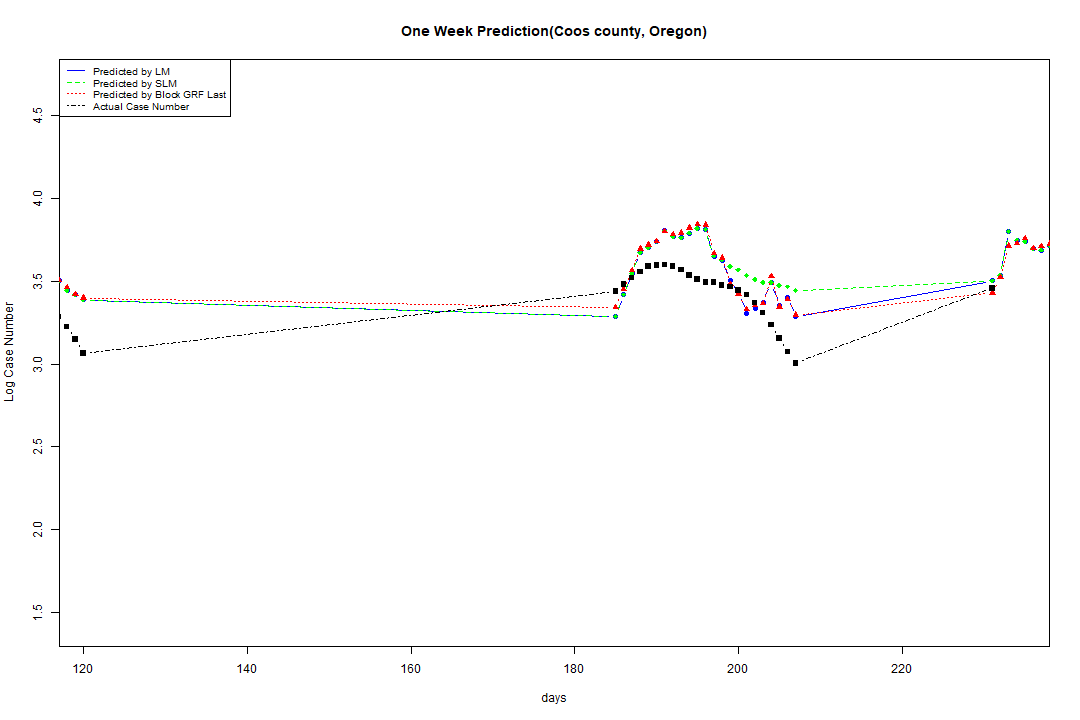 One Week Prediction(Coos county, Oregon)
Predicted by LM
Predicted by SLM
Predicted by Block GRF Last
Actual Case Number
4.5
4.0
3.5
3.0
2.5
2.0
1.5
Log Case Number
120 140 160 180 200 220
days